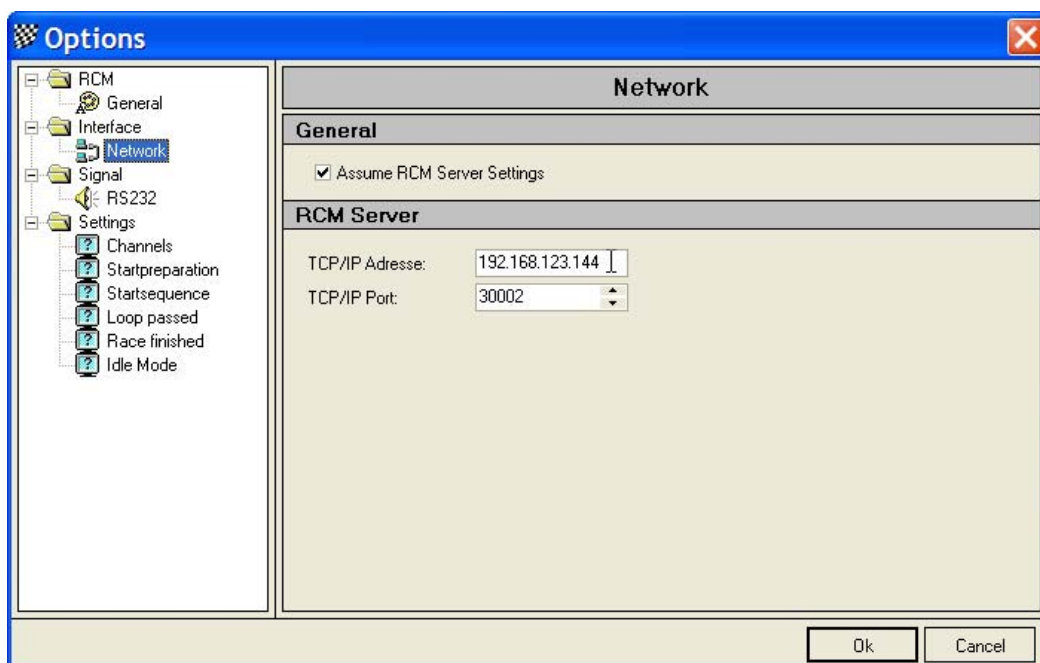 Options
RCM
General
Interface
Network
Signal
RS232
Settings
Channels
Startpreparation
Startsequence
Loop passed
Race finished
Idle Mode
Network
General
Assume RCM Server Settings
RCM Server
TCP/IP Adresse: 192.168.123.144
TCP/IP Port: 30002
Ok Cancel